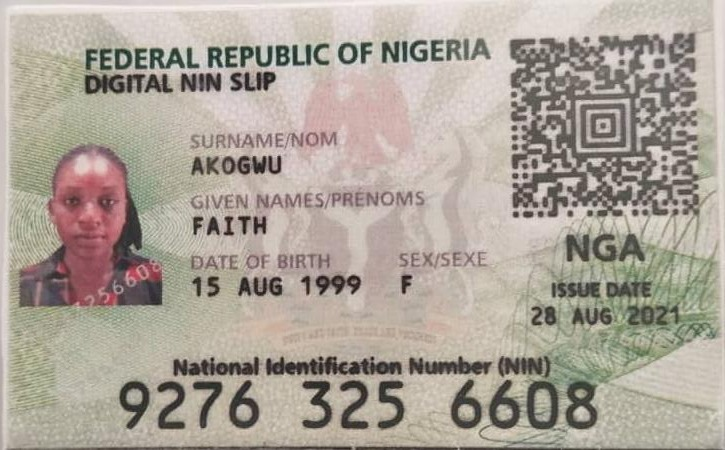 FEDERAL REPUBLIC OF NIGERIA
DIGITAL NIN SLIP
SURNAME/NOM
AKOGWU
GIVEN NAMES/PRÉNOMS
FAITH
DATE OF BIRTH SEX/SEXE
15 AUG 1999 F
NGA
ISSUE DATE
28 AUG 2021
National Identification Number (NIN)
9276 325 6608